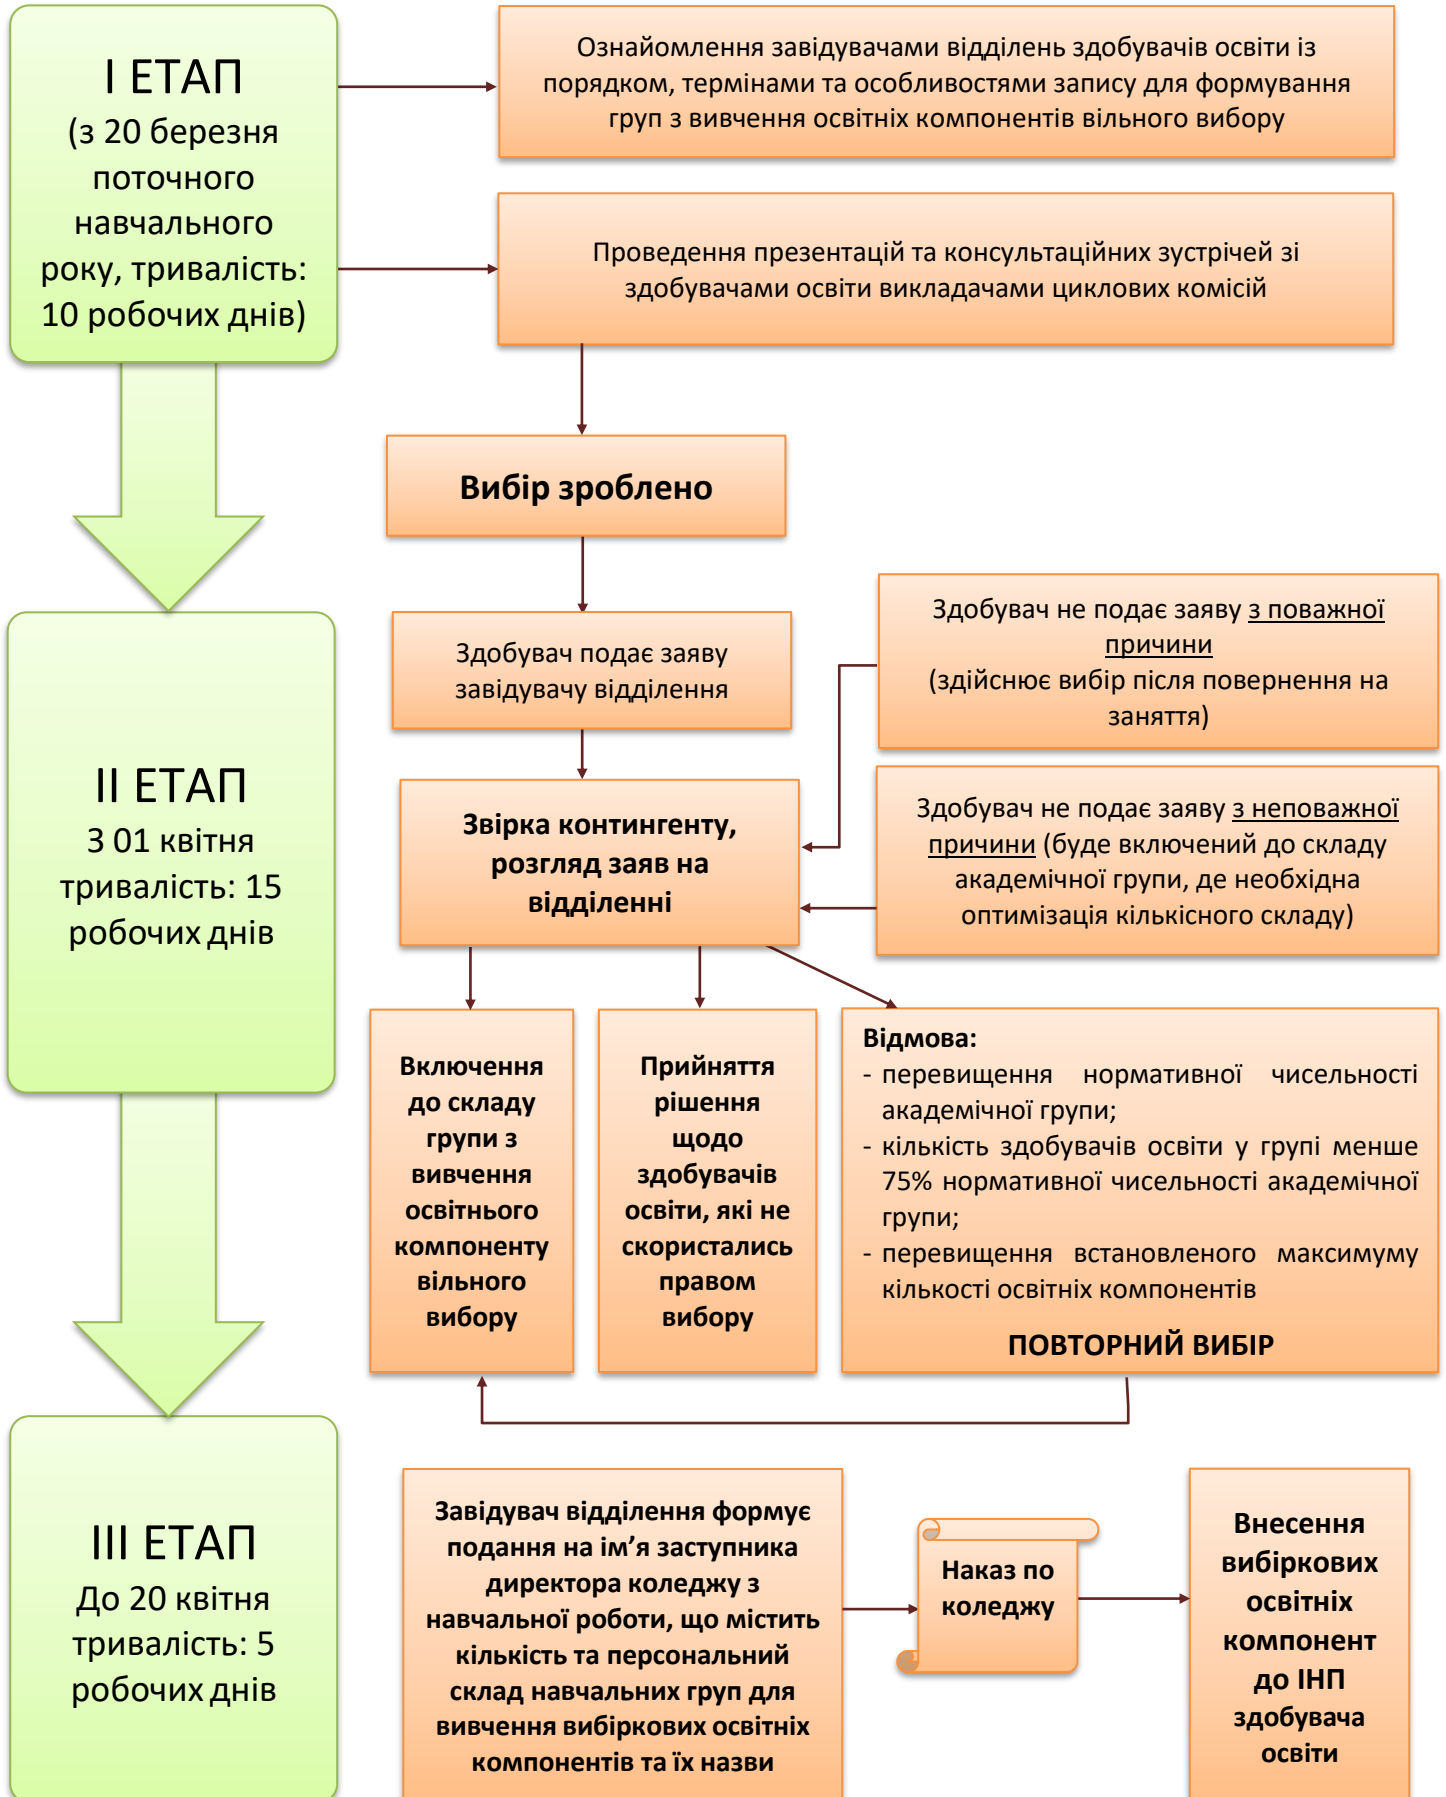 І ЕТАП
(з 20 березня
поточного
навчального
року, тривалість:
10 робочих днів)
Ознайомлення завідувачами відділень здобувачів освіти із
порядком, термінами та особливостями запису для формування
груп з вивчення освітніх компонентів вільного вибору
Проведення презентацій та консультаційних зустрічей зі
здобувачами освіти викладачами циклових комісій
Вибір зроблено
Здобувач подає заяву
завідувачу відділення
Здобувач не подає заяву з поважної
причини
(здійснює вибір після повернення на
заняття)
ІІ ЕТАП
З 01 квітня
тривалість: 15
робочих днів
Звірка контингенту,
розгляд заяв на
відділенні
Здобувач не подає заяву з неповажної
причини (буде включений до складу
академічної групи, де необхідна
оптимізація кількісного складу)
Включення
до складу
групи з
вивчення
освітнього
компоненту
вільного
вибору
Прийняття
рішення
щодо
здобувачів
освіти, які не
скористались
правом
вибору
Відмова:
- перевищення нормативної чисельності
академічної групи;
- кількість здобувачів освіти у групі менше
75% нормативної чисельності академічної
групи;
- перевищення встановленого максимуму
кількості освітніх компонентів
ПОВТОРНИЙ ВИБІР
ІІІ ЕТАП
До 20 квітня
тривалість: 5
робочих днів
Завідувач відділення формує
подання на ім’я заступника
директора коледжу з
навчальної роботи, що містить
кількість та персональний
склад навчальних груп для
вивчення вибіркових освітніх
компонентів та їх назви
Наказ по
коледжу
Внесення
вибіркових
освітніх
компонент
до ІНП
здобувача
освіти